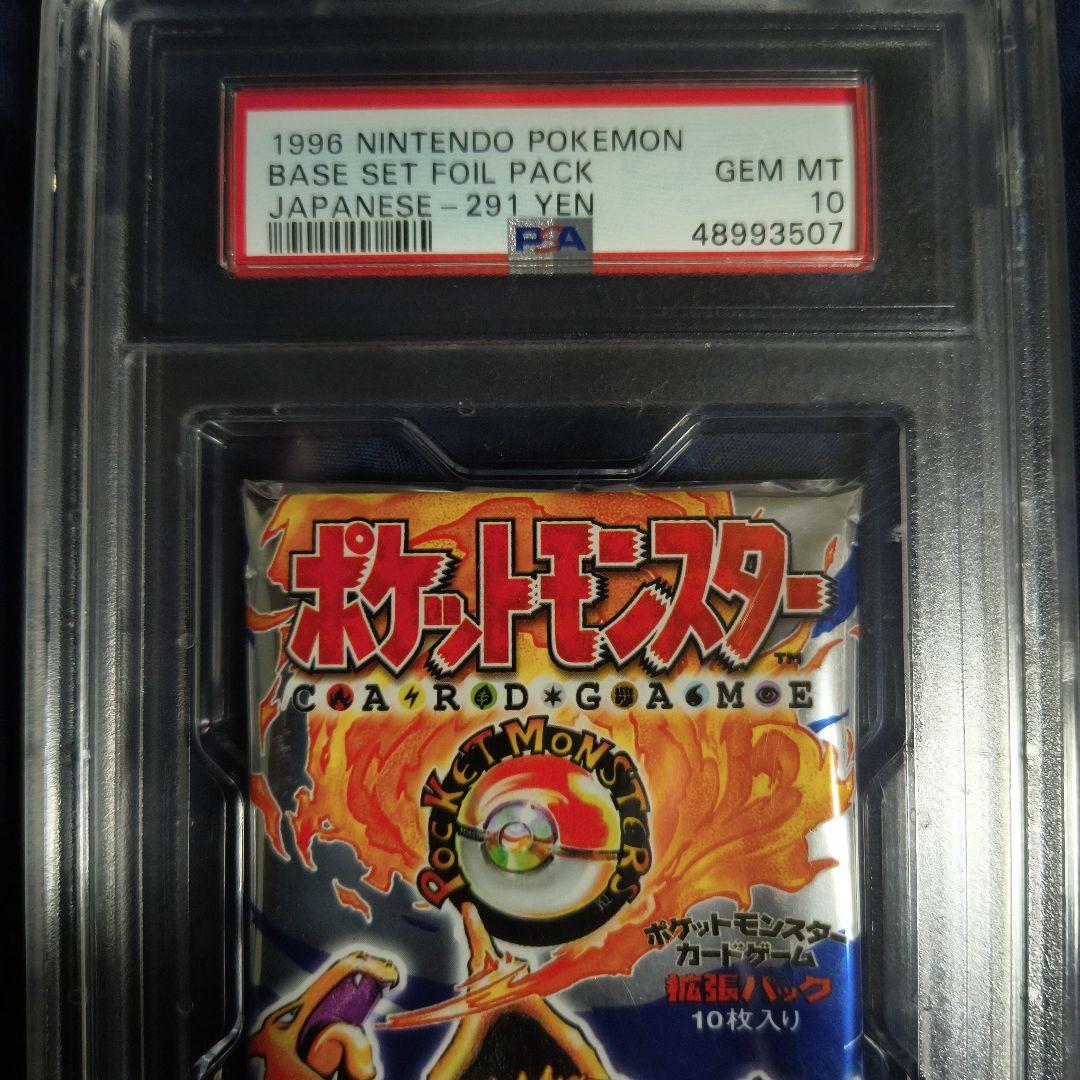 1996 NINTENDO POKEMON
BASE SET FOIL PACK
GEM MT
JAPANESE - 291 YEN
10
PSA
48993507
ポケットモンスター
TM
CARD GAME
POCKET MONSTERS
ポケットモンスター
カードゲーム
拡張パック
10枚入り